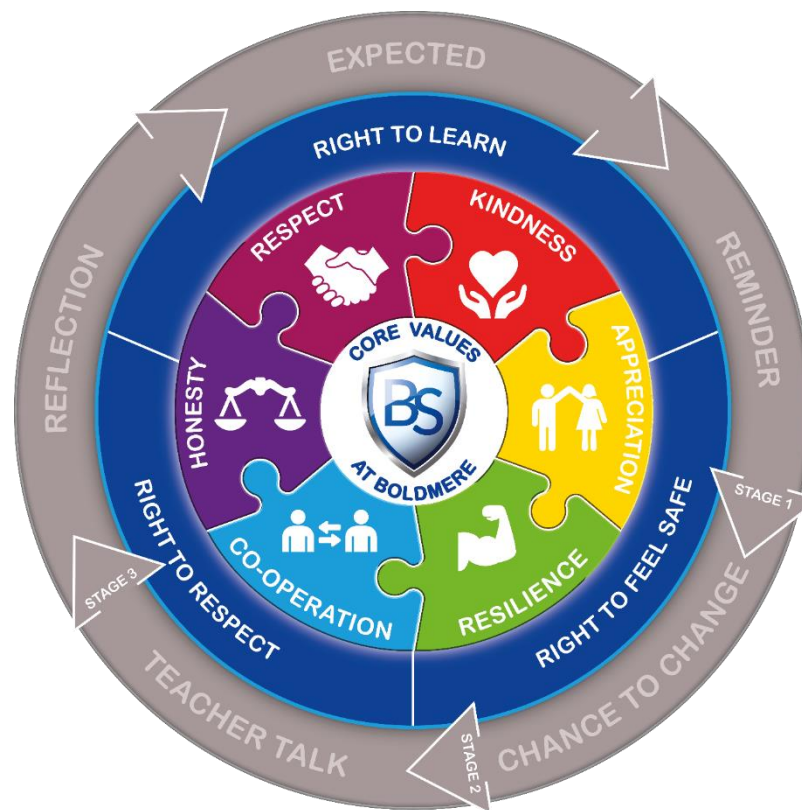 EXPECTED
REMINDER
STAGE 1
CHANCE TO CHANGE
STAGE 2
TEACHER TALK
STAGE 3
REFLECTION
RIGHT TO LEARN
RIGHT TO FEEL SAFE
RIGHT TO RESPECT
RESPECT
KINDNESS
APPRECIATION
RESILIENCE
CO-OPERATION
HONESTY
CORE VALUES
BS
AT BOLDMERE